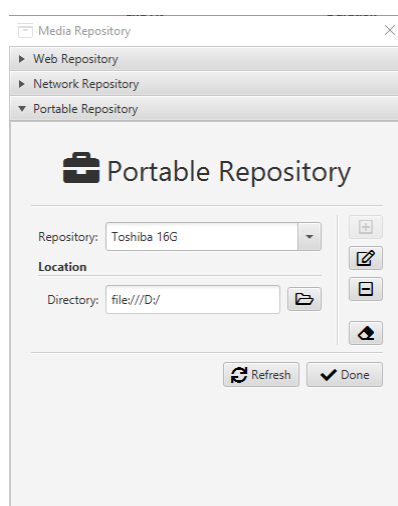 Media Repository
Web Repository
Network Repository
Portable Repository
Portable Repository
Repository: Toshiba 16G
Location
Directory: file:///D:/
Refresh Done